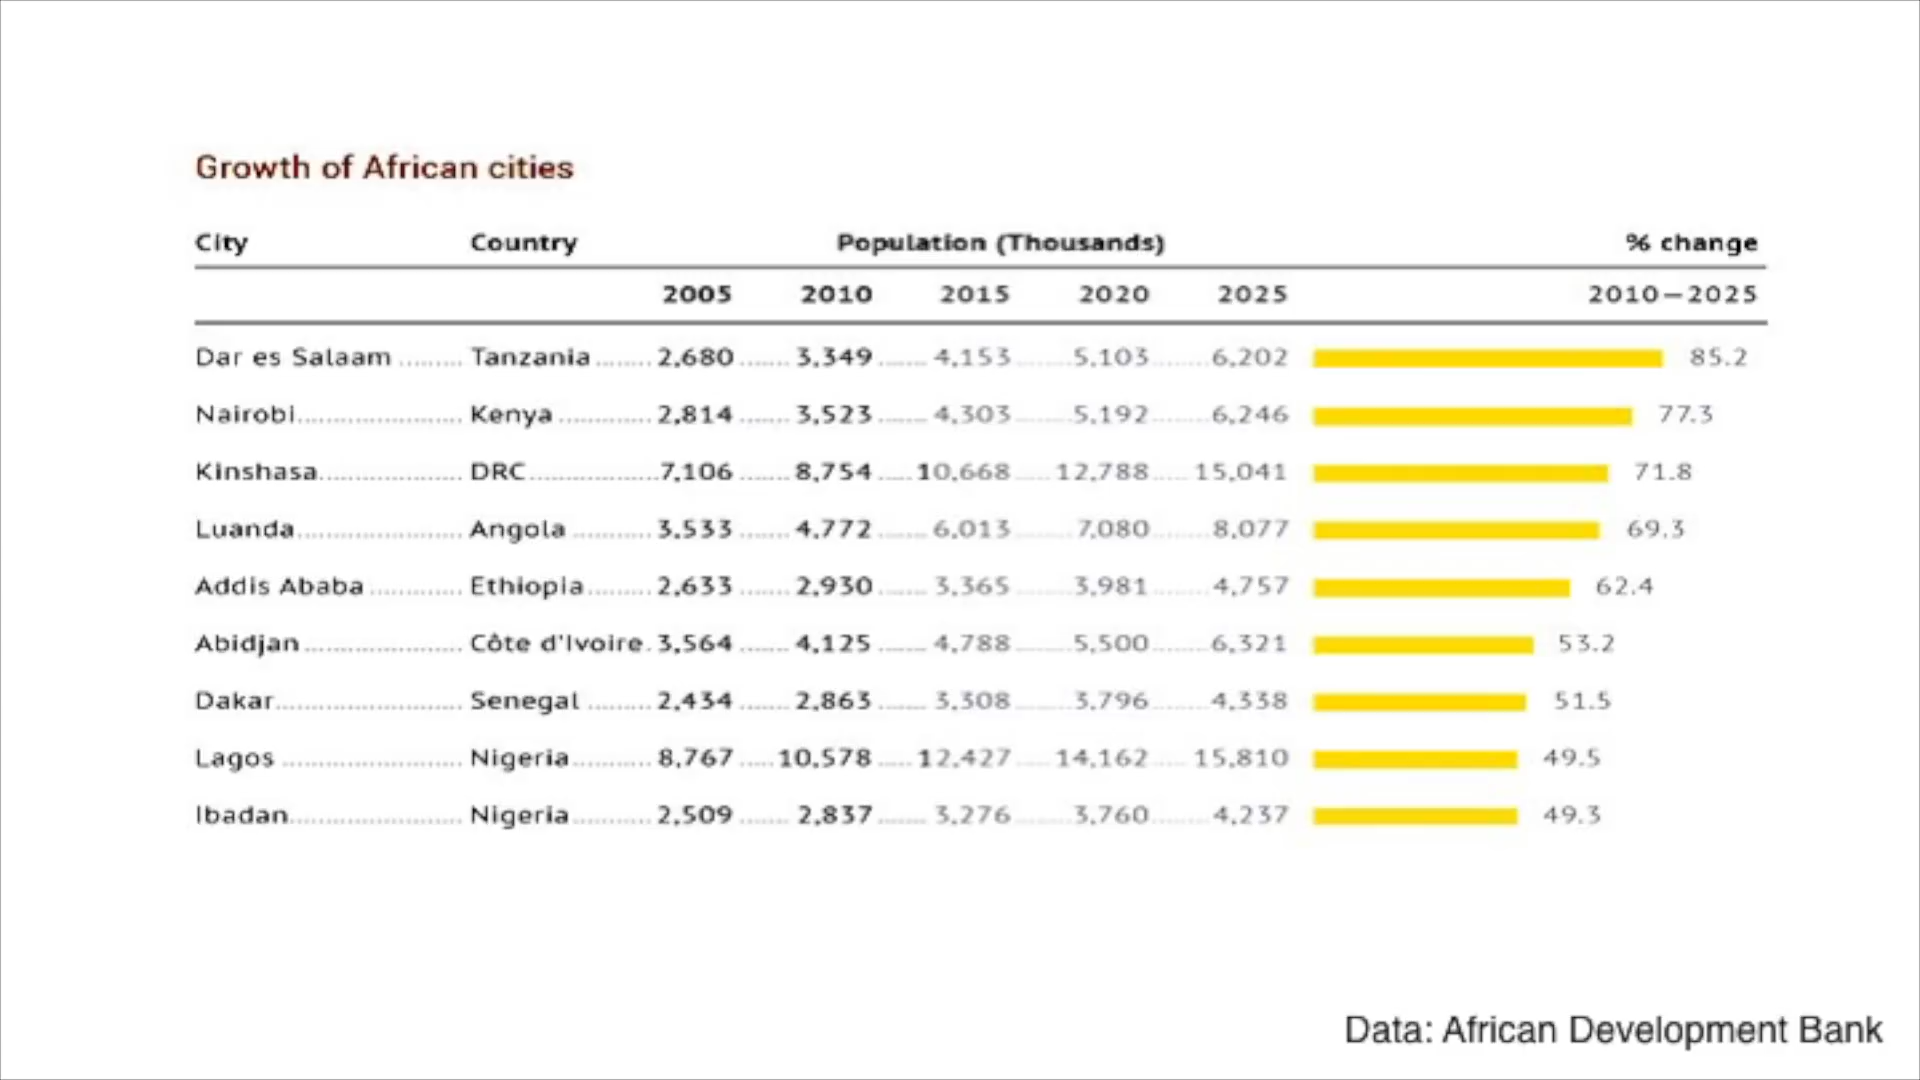 Growth of African cities
City Country Population (Thousands) % change
2005 2010 2015 2020 2025 2010–2025
Dar es Salaam ......... Tanzania ........ 2,680 ....... 3,349 ....... 4,153 ....... 5,103 ....... 6,202 85.2
Nairobi ....................... Kenya ............. 2,814 ....... 3,523 ....... 4,303 ....... 5,192 ....... 6,246 77.3
Kinshasa .................... DRC .................. 7,106 ....... 8,754 ..... 10,668 ..... 12,788 ..... 15,041 71.8
Luanda ....................... Angola ........... 3,533 ....... 4,772 ....... 6,013 ....... 7,080 ....... 8,077 69.3
Addis Ababa ............. Ethiopia ......... 2,633 ....... 2,930 ....... 3,365 ....... 3,981 ....... 4,757 62.4
Abidjan ...................... Côte d'Ivoire . 3,564 ....... 4,125 ....... 4,788 ....... 5,500 ....... 6,321 53.2
Dakar .......................... Senegal ......... 2,434 ....... 2,863 ....... 3,308 ....... 3,796 ....... 4,338 51.5
Lagos ......................... Nigeria ........... 8,767 ..... 10,578 ..... 12,427 ..... 14,162 ..... 15,810 49.5
Ibadan ........................ Nigeria ........... 2,509 ....... 2,837 ....... 3,276 ....... 3,760 ....... 4,237 49.3
Data: African Development Bank